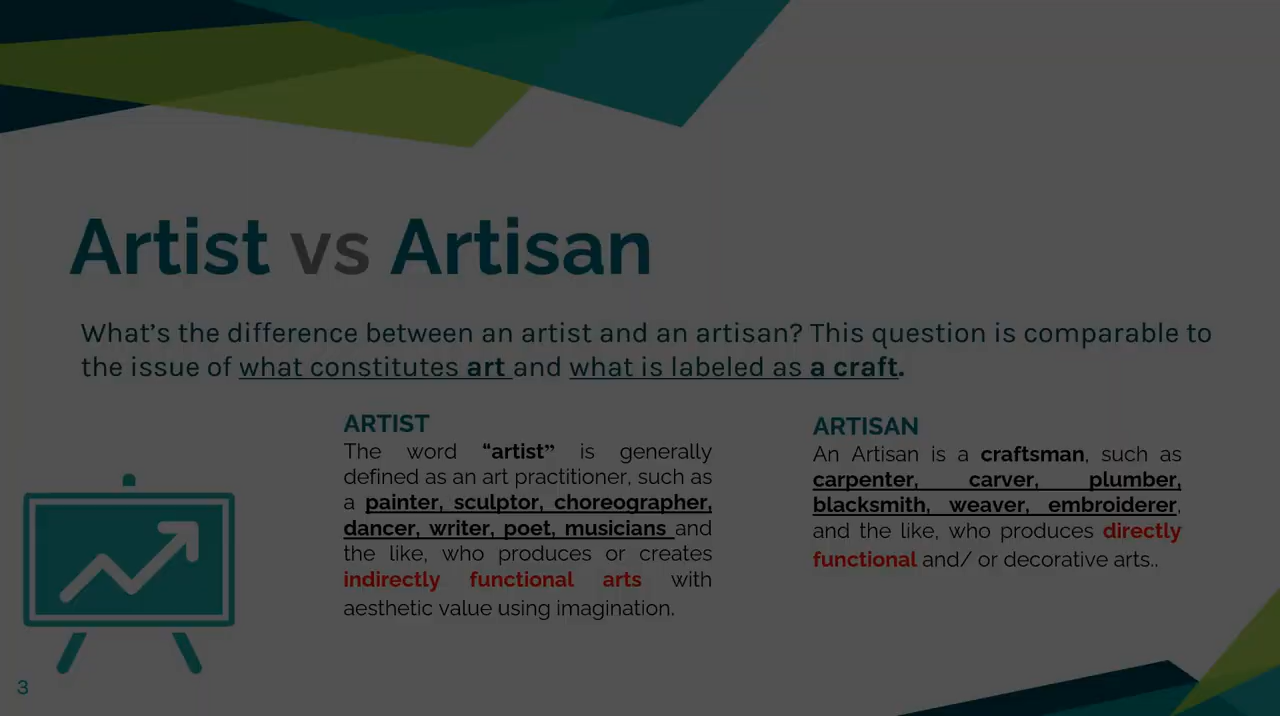 Artist vs Artisan
What's the difference between an artist and an artisan? This question is comparable to
the issue of what constitutes art and what is labeled as a craft.
ARTIST
The word “artist” is generally
defined as an art practitioner, such as
a painter, sculptor, choreographer,
dancer, writer, poet, musicians and
the like, who produces or creates
indirectly functional arts with
aesthetic value using imagination.
ARTISAN
An Artisan is a craftsman, such as
carpenter, carver, plumber,
blacksmith, weaver, embroiderer,
and the like, who produces directly
functional and/ or decorative arts..
3